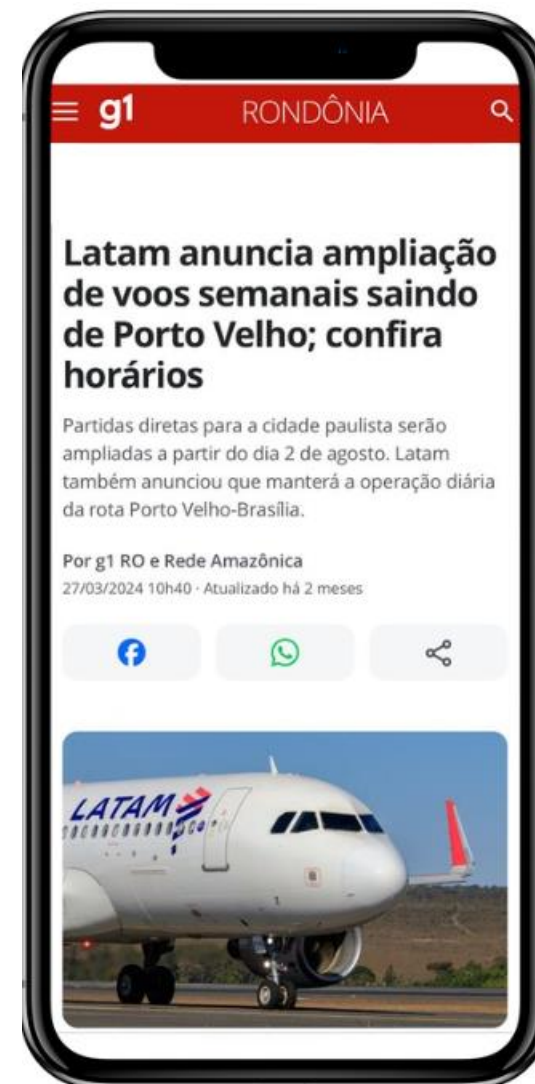 g1 RONDÔNIA
Latam anuncia ampliação
de voos semanais saindo
de Porto Velho; confira
horários
Partidas diretas para a cidade paulista serão
ampliadas a partir do dia 2 de agosto. Latam
também anunciou que manterá a operação diária
da rota Porto Velho-Brasília.
Por g1 RO e Rede Amazônica
27/03/2024 10h40 · Atualizado há 2 meses
LATAM